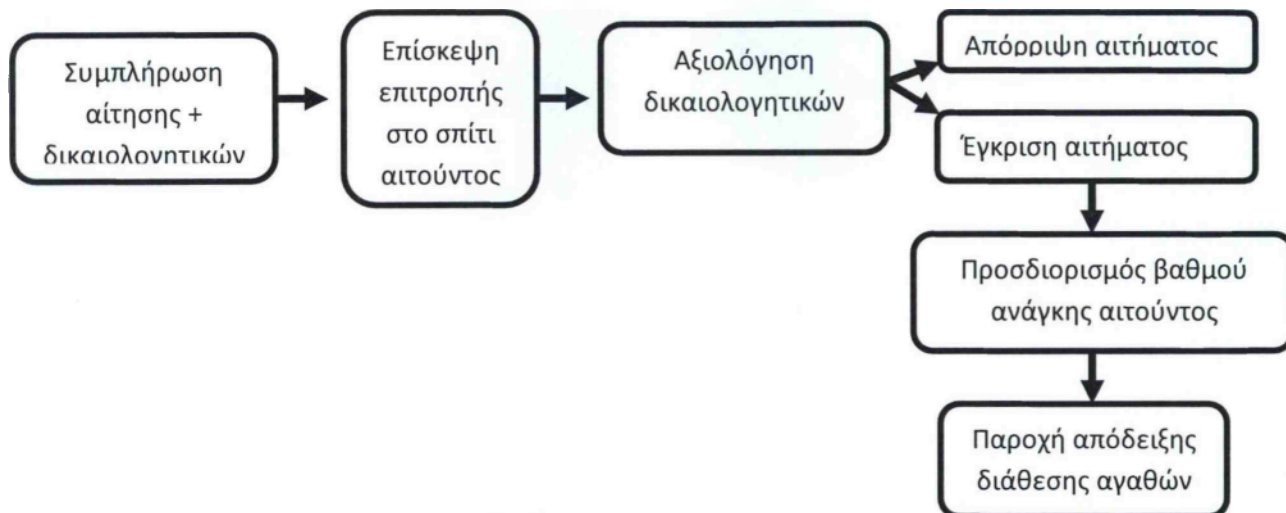 Συμπλήρωση
αίτησης +
δικαιολογητικών
Επίσκεψη
επιτροπής
στο σπίτι
αιτούντος
Αξιολόγηση
δικαιολογητικών
Απόρριψη αιτήματος
Έγκριση αιτήματος
Προσδιορισμός βαθμού
ανάγκης αιτούντος
Παροχή απόδειξης
διάθεσης αγαθών